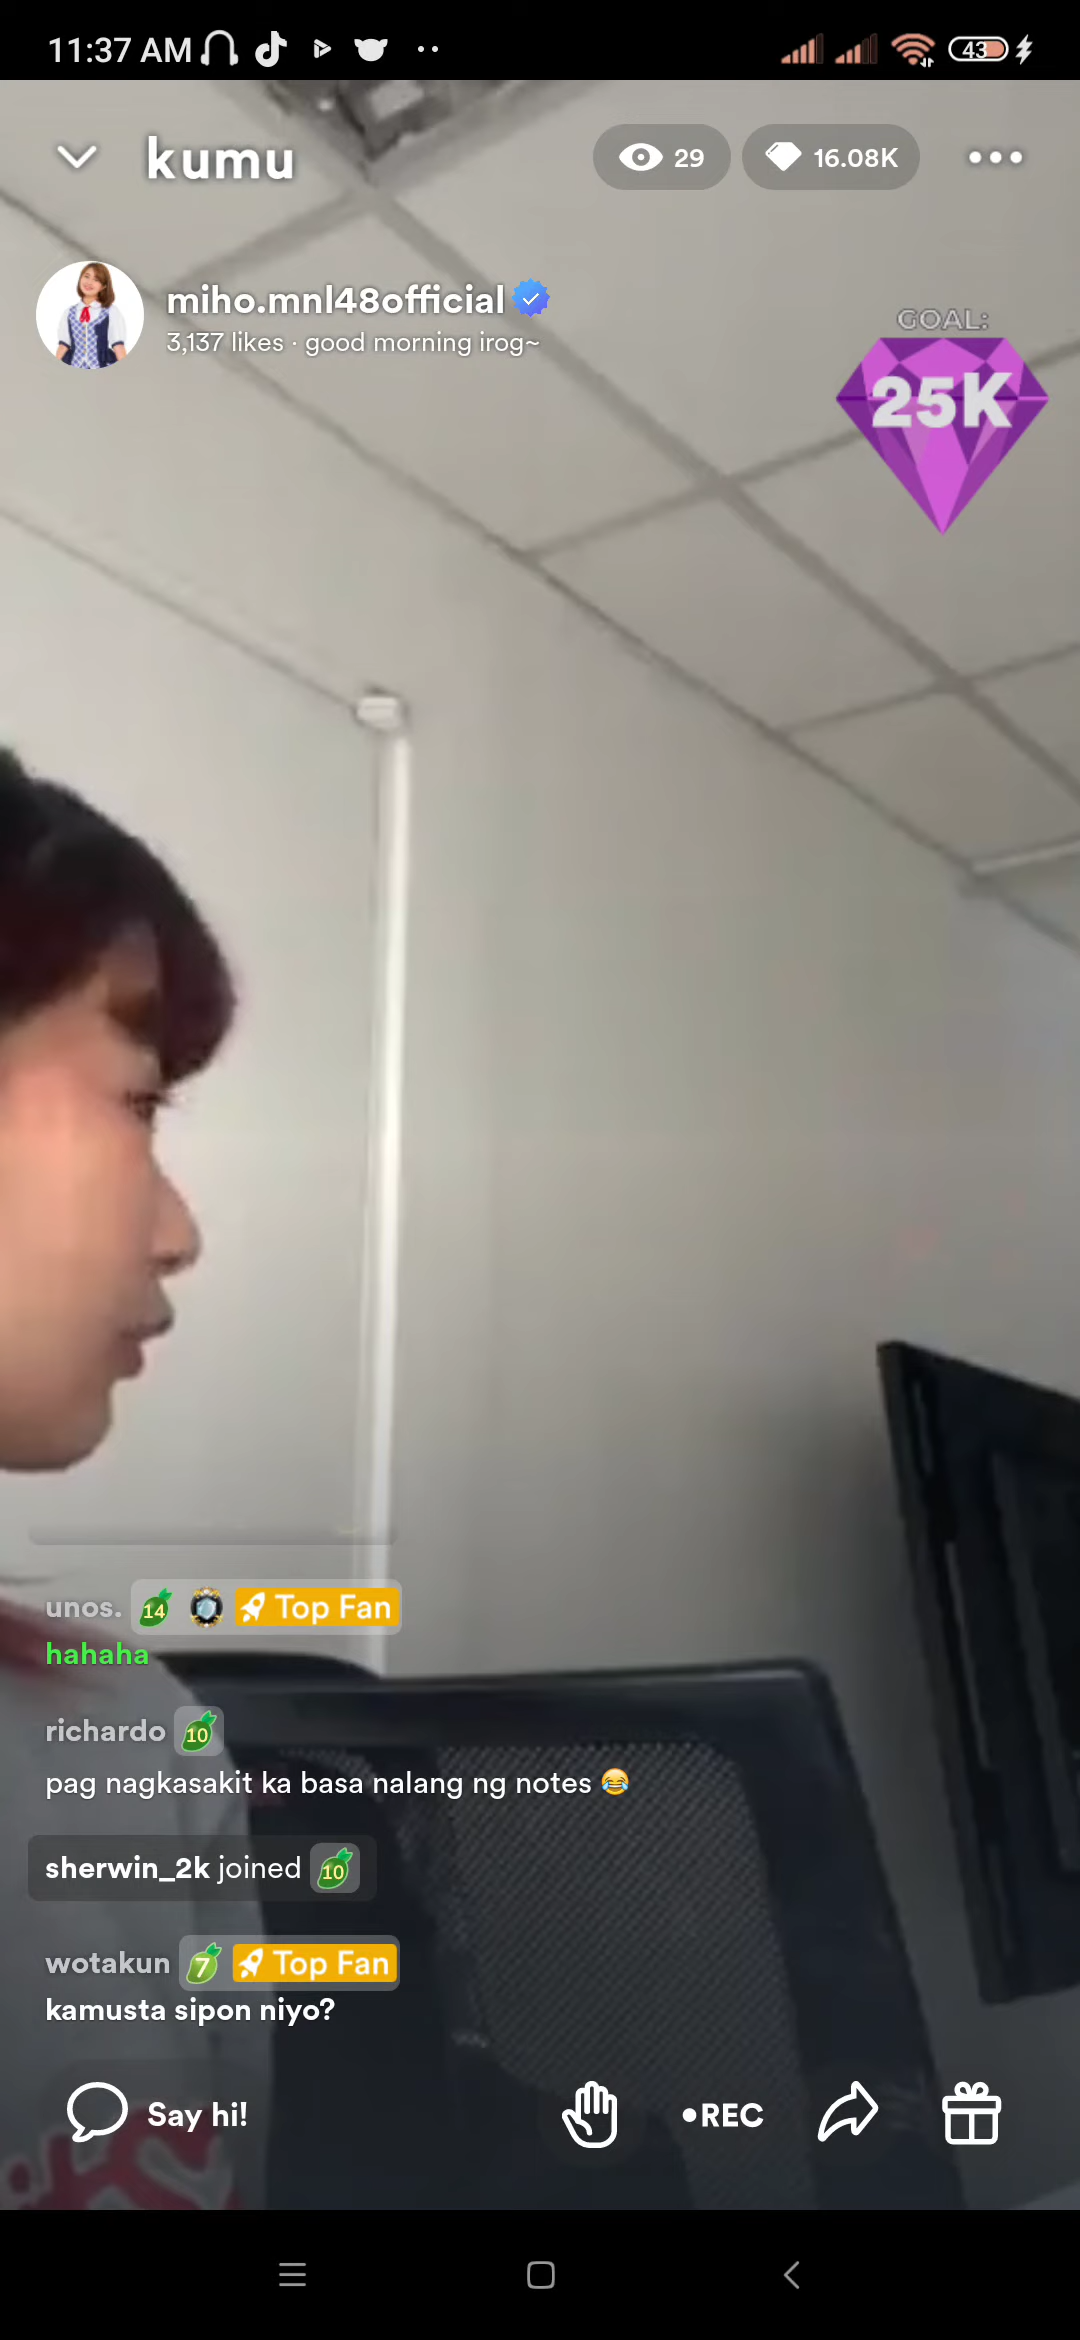 11:37 AM
43
kumu
29
16.08K
miho.mnl48official
3,137 likes · good morning irog~
GOAL:
25K
unos. 14 Top Fan
hahaha
richardo 10
pag nagkasakit ka basa nalang ng notes 😂
sherwin_2k joined 10
wotakun 7 Top Fan
kamusta sipon niyo?
Say hi!
•REC